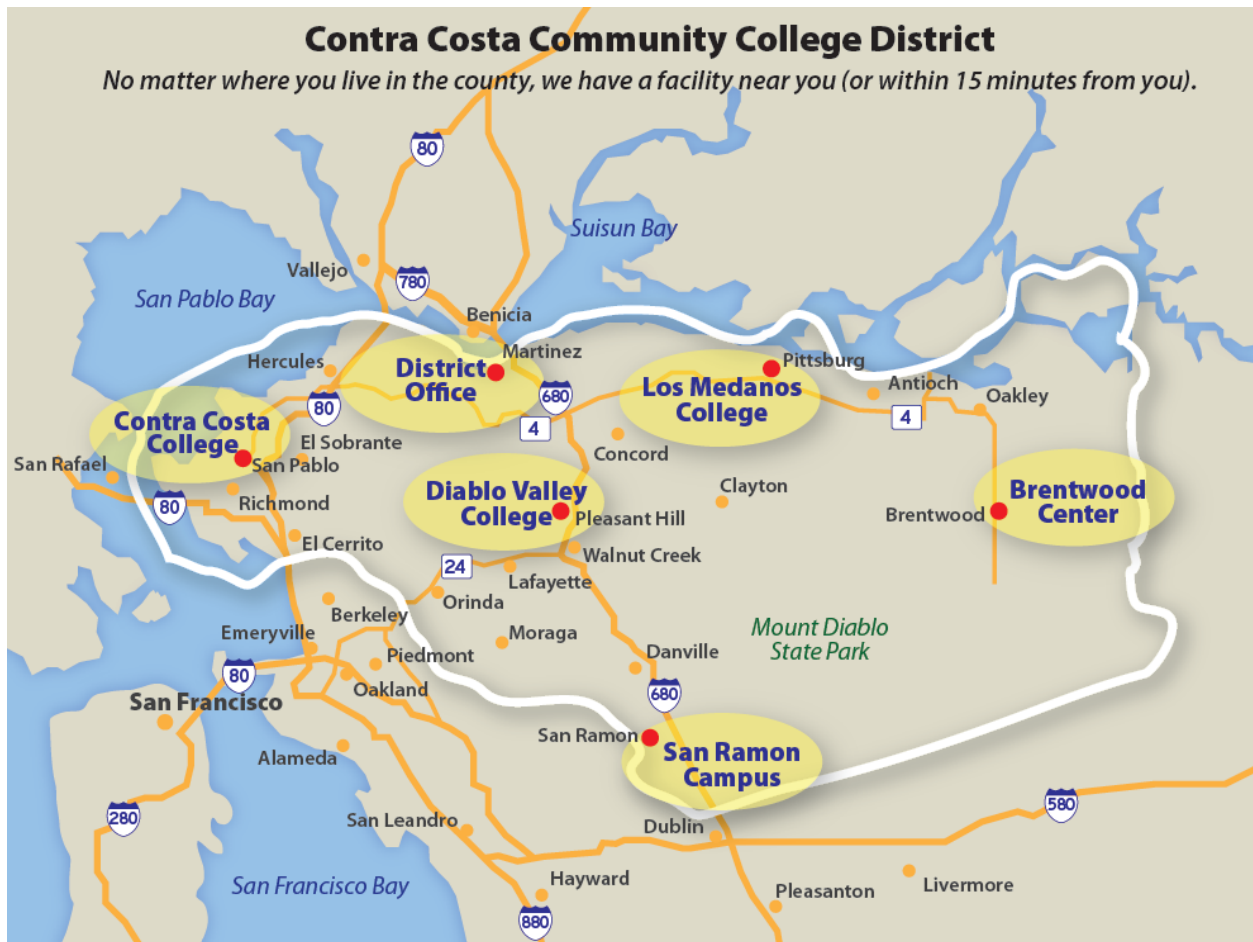 Contra Costa Community College District
No matter where you live in the county, we have a facility near you (or within 15 minutes from you).
80
Suisun Bay
Vallejo
780
San Pablo Bay
Benicia
Martinez
Hercules
District
Office
Pittsburg
Los Medanos
College
Antioch
Oakley
680
80
4
4
Contra Costa
College
El Sobrante
San Pablo
Concord
San Rafael
Richmond
80
Diablo Valley
College
Pleasant Hill
Clayton
Brentwood
Brentwood
Center
El Cerrito
Walnut Creek
24
Lafayette
Orinda
Berkeley
Emeryville
Moraga
Mount Diablo
State Park
Piedmont
Danville
80
Oakland
680
San Francisco
San Ramon
San Ramon
Campus
Alameda
280
580
San Leandro
Dublin
San Francisco Bay
Hayward
Pleasanton
Livermore
880